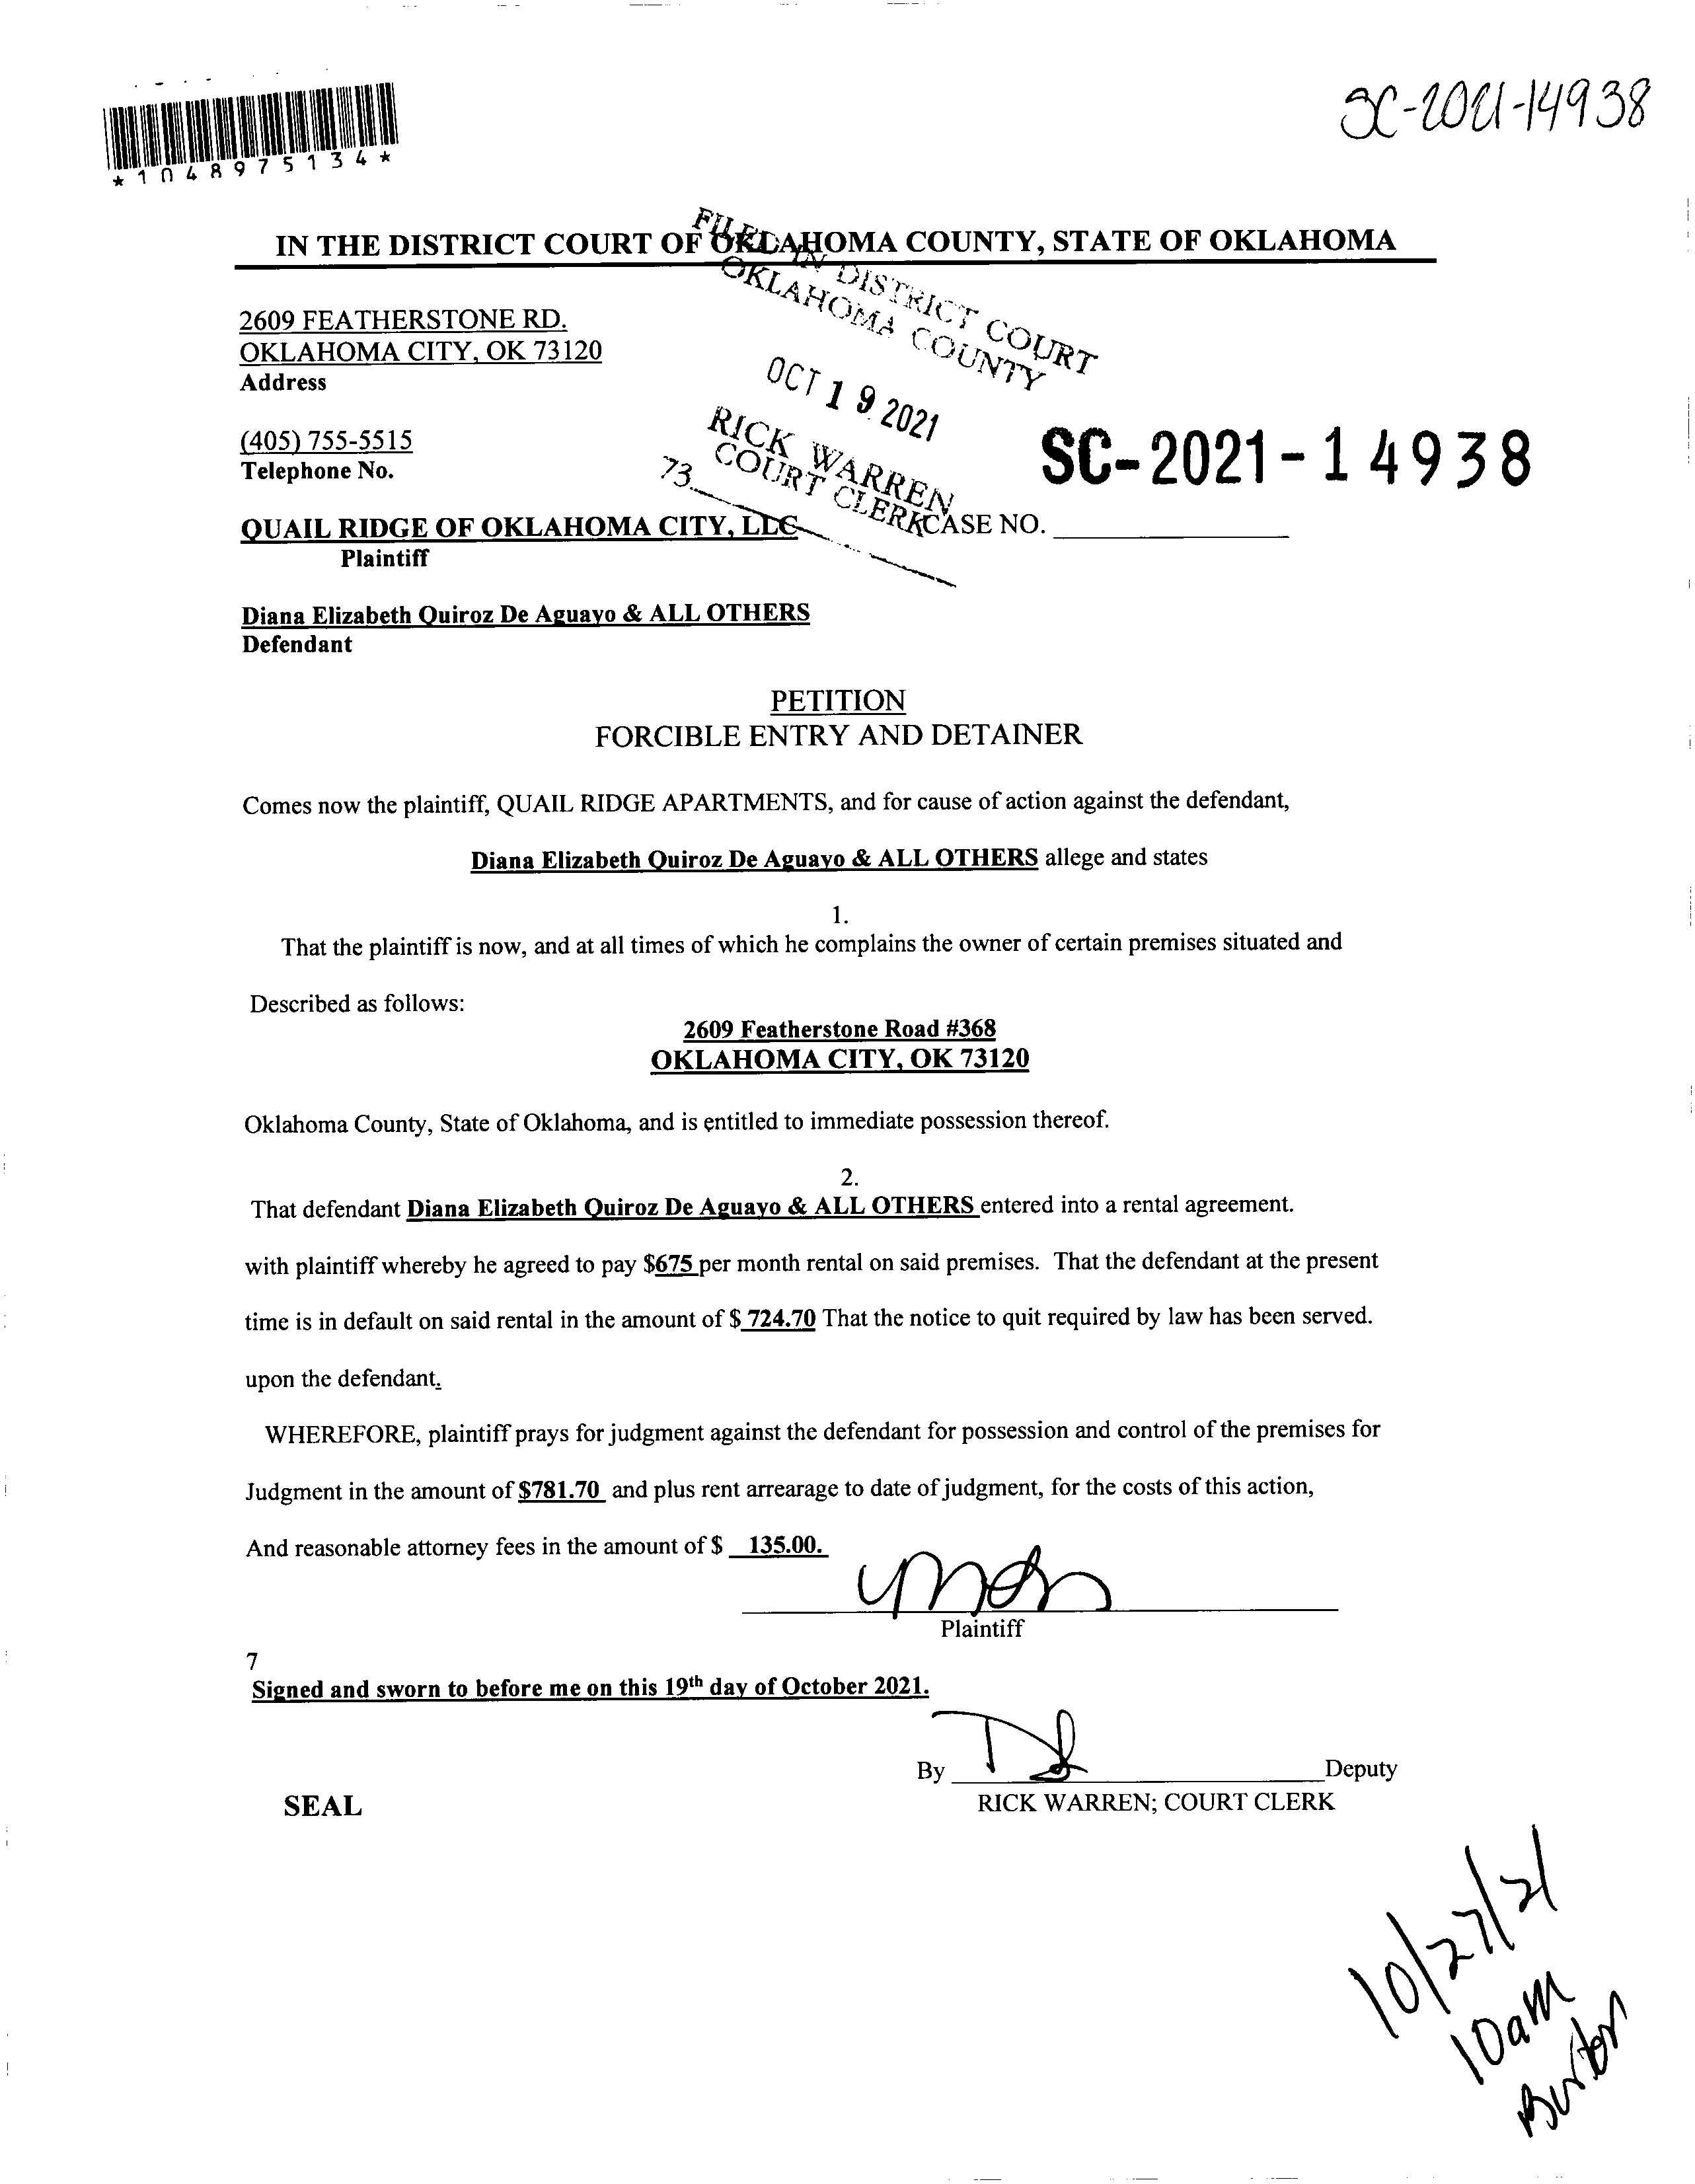 SC-2021-14938
*1048975134*
IN THE DISTRICT COURT OF OKLAHOMA COUNTY, STATE OF OKLAHOMA
FILED IN DISTRICT COURT
OKLAHOMA COUNTY
2609 FEATHERSTONE RD.
OKLAHOMA CITY, OK 73120
Address
OCT 19 2021
(405) 755-5515
Telephone No.
RICK WARREN
COURT CLERK
73
SC-2021-14938
QUAIL RIDGE OF OKLAHOMA CITY, LLC
CASE NO.
Plaintiff
Diana Elizabeth Quiroz De Aguayo & ALL OTHERS
Defendant
PETITION
FORCIBLE ENTRY AND DETAINER
Comes now the plaintiff, QUAIL RIDGE APARTMENTS, and for cause of action against the defendant,
Diana Elizabeth Quiroz De Aguayo & ALL OTHERS allege and states
1.
That the plaintiff is now, and at all times of which he complains the owner of certain premises situated and
Described as follows:
2609 Featherstone Road #368
OKLAHOMA CITY, OK 73120
Oklahoma County, State of Oklahoma, and is entitled to immediate possession thereof.
2.
That defendant Diana Elizabeth Quiroz De Aguayo & ALL OTHERS entered into a rental agreement.
with plaintiff whereby he agreed to pay $675 per month rental on said premises. That the defendant at the present
time is in default on said rental in the amount of $ 724.70 That the notice to quit required by law has been served.
upon the defendant.
WHEREFORE, plaintiff prays for judgment against the defendant for possession and control of the premises for
Judgment in the amount of $781.70 and plus rent arrearage to date of judgment, for the costs of this action,
And reasonable attorney fees in the amount of $ 135.00.
Plaintiff
7
Signed and sworn to before me on this 19th day of October 2021.
By Deputy
SEAL
RICK WARREN; COURT CLERK
10/27/21
10am
Burton